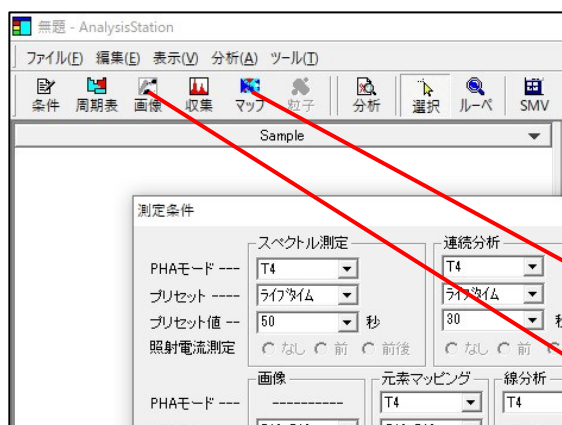 無題 - AnalysisStation
ファイル(F) 編集(E) 表示(V) 分析(A) ツール(T)
条件 周期表 画像 収集 マップ 粒子 分析 選択 ルーペ SMV
Sample
測定条件
スペクトル測定 連続分析
PHAモード --- T4 T4
プリセット ---- ライブタイム ライブタイム
プリセット値 -- 50 秒 30
照射電流測定 なし 前 前後 なし 前
画像 元素マッピング 線分析
PHAモード --- ---------- T4 T4